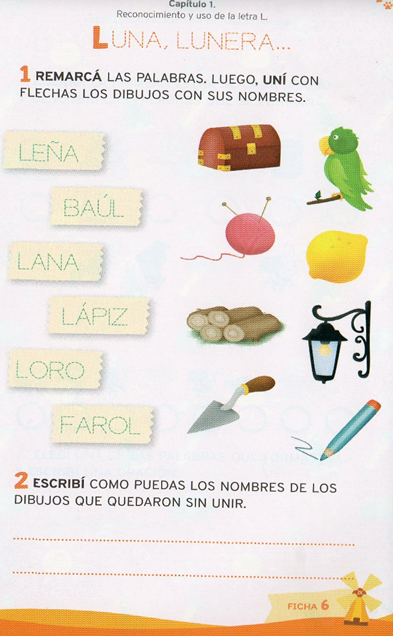 Capítulo 1.
Reconocimiento y uso de la letra L.
LUNA, LUNERA...
1 REMARCÁ LAS PALABRAS. LUEGO, UNÍ CON
FLECHAS LOS DIBUJOS CON SUS NOMBRES.
LEÑA
BAÚL
LANA
LÁPIZ
LORO
FAROL
2 ESCRIBÍ COMO PUEDAS LOS NOMBRES DE LOS
DIBUJOS QUE QUEDARON SIN UNIR.
FICHA 6